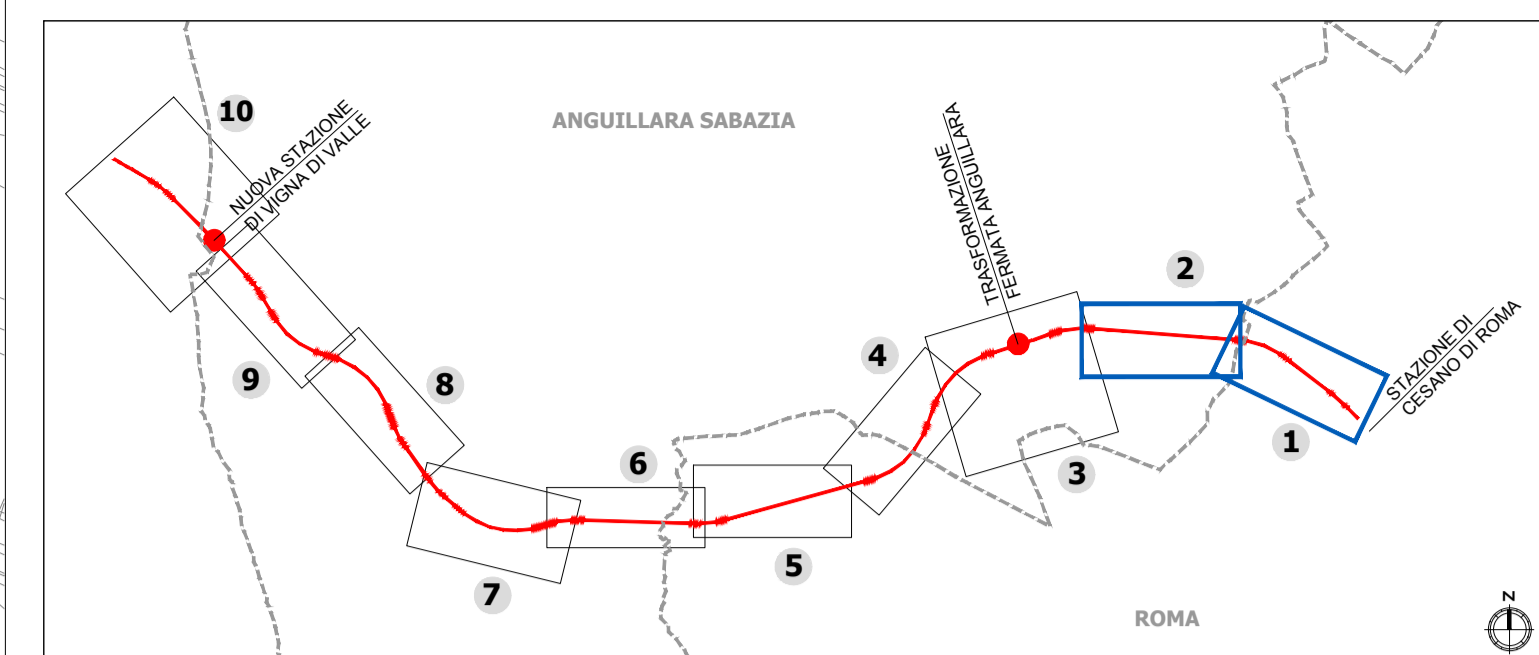 10
NUOVA STAZIONE
DI VIGNA DI VALLE
ANGUILLARA SABAZIA
TRASFORMAZIONE
FERMATA ANGUILLARA
2
STAZIONE DI
CESANO DI ROMA
9
8
4
1
6
3
5
7
ROMA
N